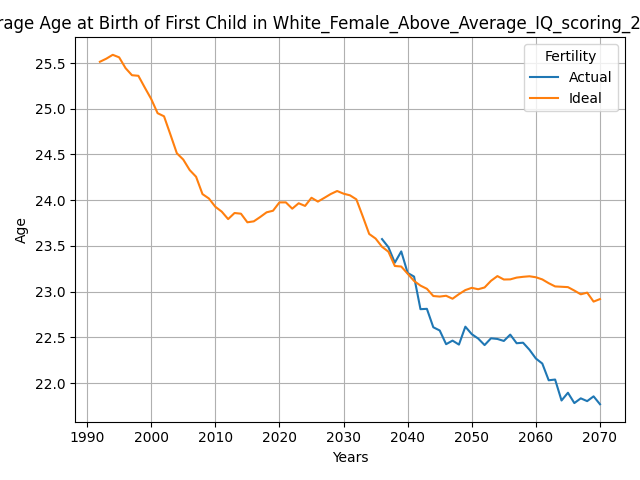 rage Age at Birth of First Child in White_Female_Above_Average_IQ_scoring_2
Fertility
Actual
Ideal
25.5
25.0
24.5
24.0
23.5
23.0
22.5
22.0
Age
1990 2000 2010 2020 2030 2040 2050 2060 2070
Years